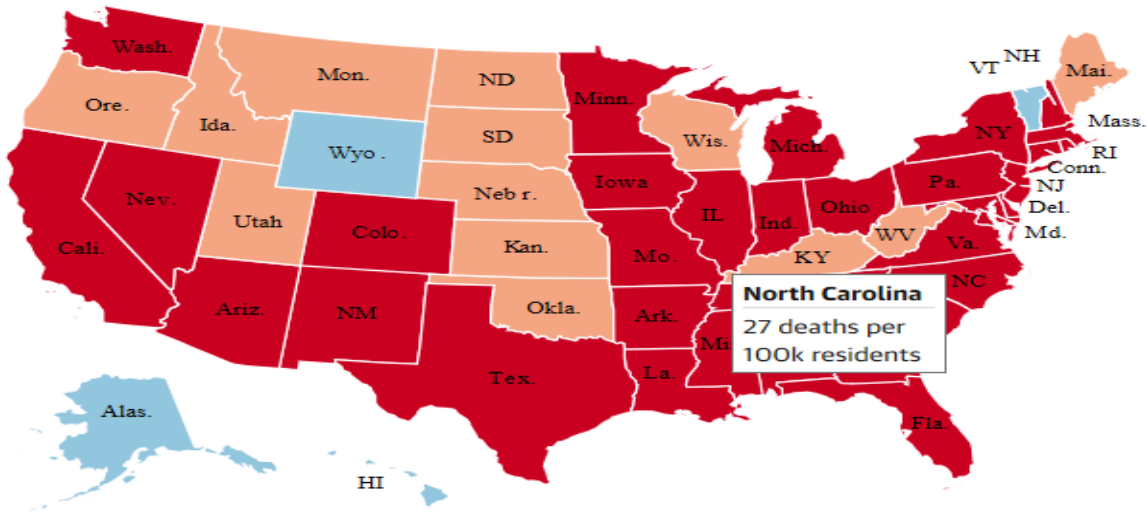 Wash.
Mon.
ND
Minn.
VT
NH
Mai.
Ore.
Ida.
SD
Wis.
Mich.
NY
Mass.
Wyo .
RI
Conn.
Nev.
Utah
Neb r.
Iowa
IL
Ind.
Ohio
Pa.
NJ
Del.
Md.
Cali.
Colo.
Kan.
Mo.
KY
WV
Va.
Ariz.
NM
Okla.
Ark.
NC
North Carolina
27 deaths per
100k residents
Tex.
La.
Fla.
Alas.
HI